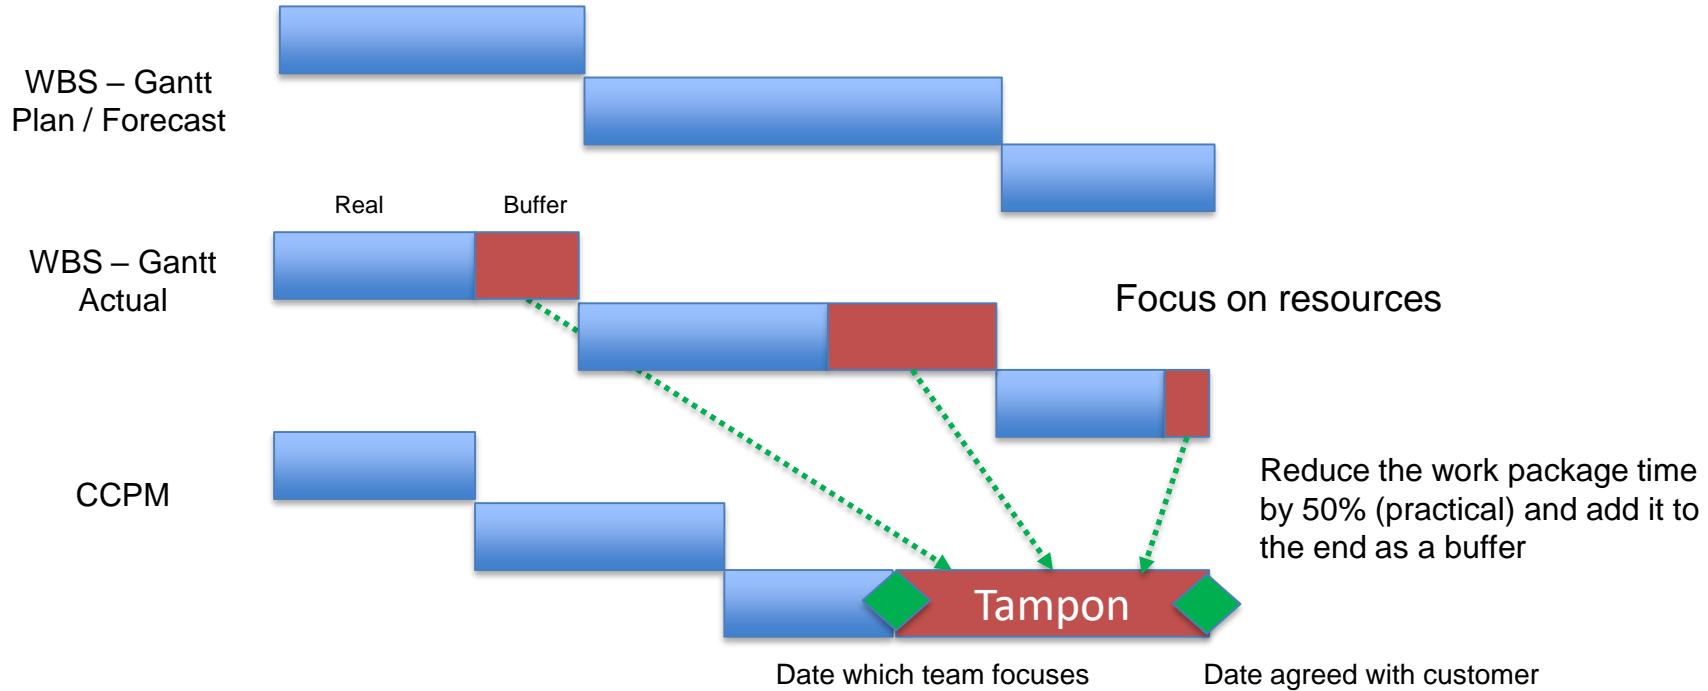 WBS – Gantt
Plan / Forecast
Real
Buffer
WBS – Gantt
Actual
Focus on resources
CCPM
Reduce the work package time
by 50% (practical) and add it to
the end as a buffer
Tampon
Date which team focuses
Date agreed with customer